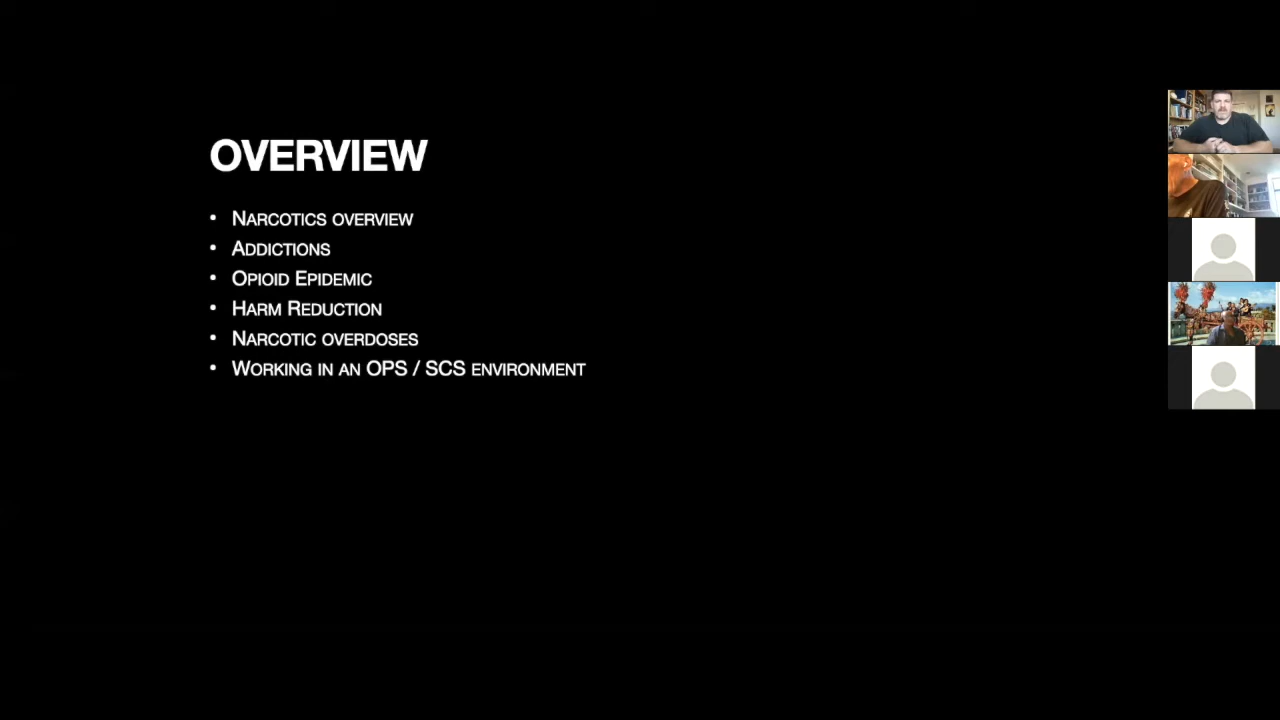 OVERVIEW
• Narcotics overview
• Addictions
• Opioid Epidemic
• Harm Reduction
• Narcotic overdoses
• Working in an OPS / SCS environment